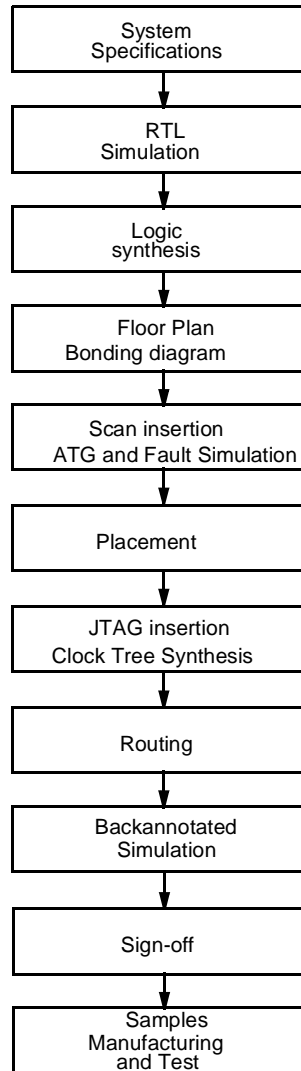 System
Specifications
RTL
Simulation
Logic
synthesis
Floor Plan
Bonding diagram
Scan insertion
ATG and Fault Simulation
Placement
JTAG insertion
Clock Tree Synthesis
Routing
Backannotated
Simulation
Sign-off
Samples
Manufacturing
and Test